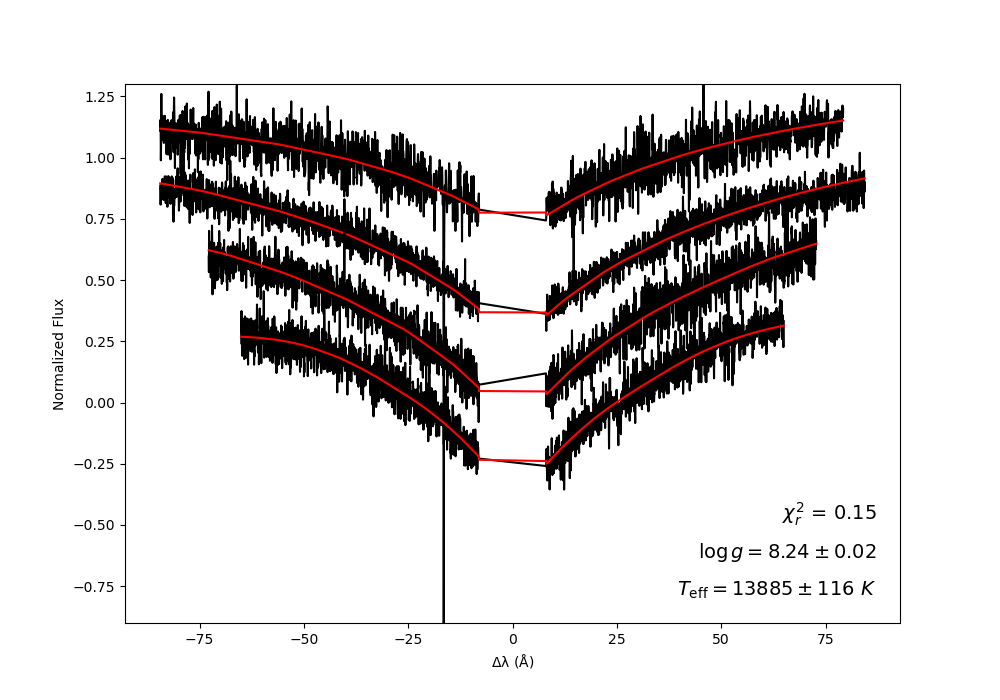 1.25
1.00
0.75
0.50
0.25
0.00
−0.25
−0.50
−0.75
Normalized Flux
χ²ᵣ = 0.15
log g = 8.24 ± 0.02
T_eff = 13885 ± 116 K
−75 −50 −25 0 25 50 75
Δλ (Å)